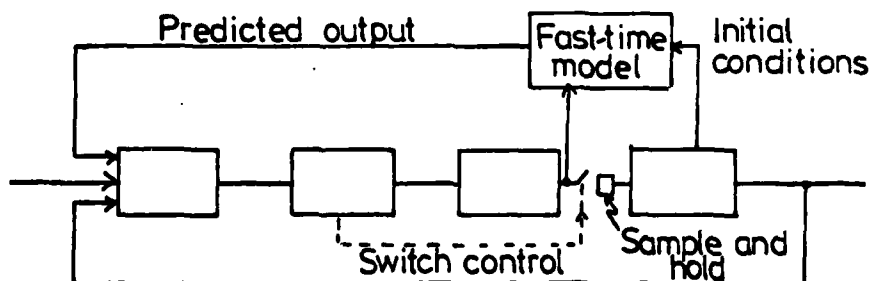 Predicted output
Fast-time
model
Initial
conditions
Switch control
Sample and
hold